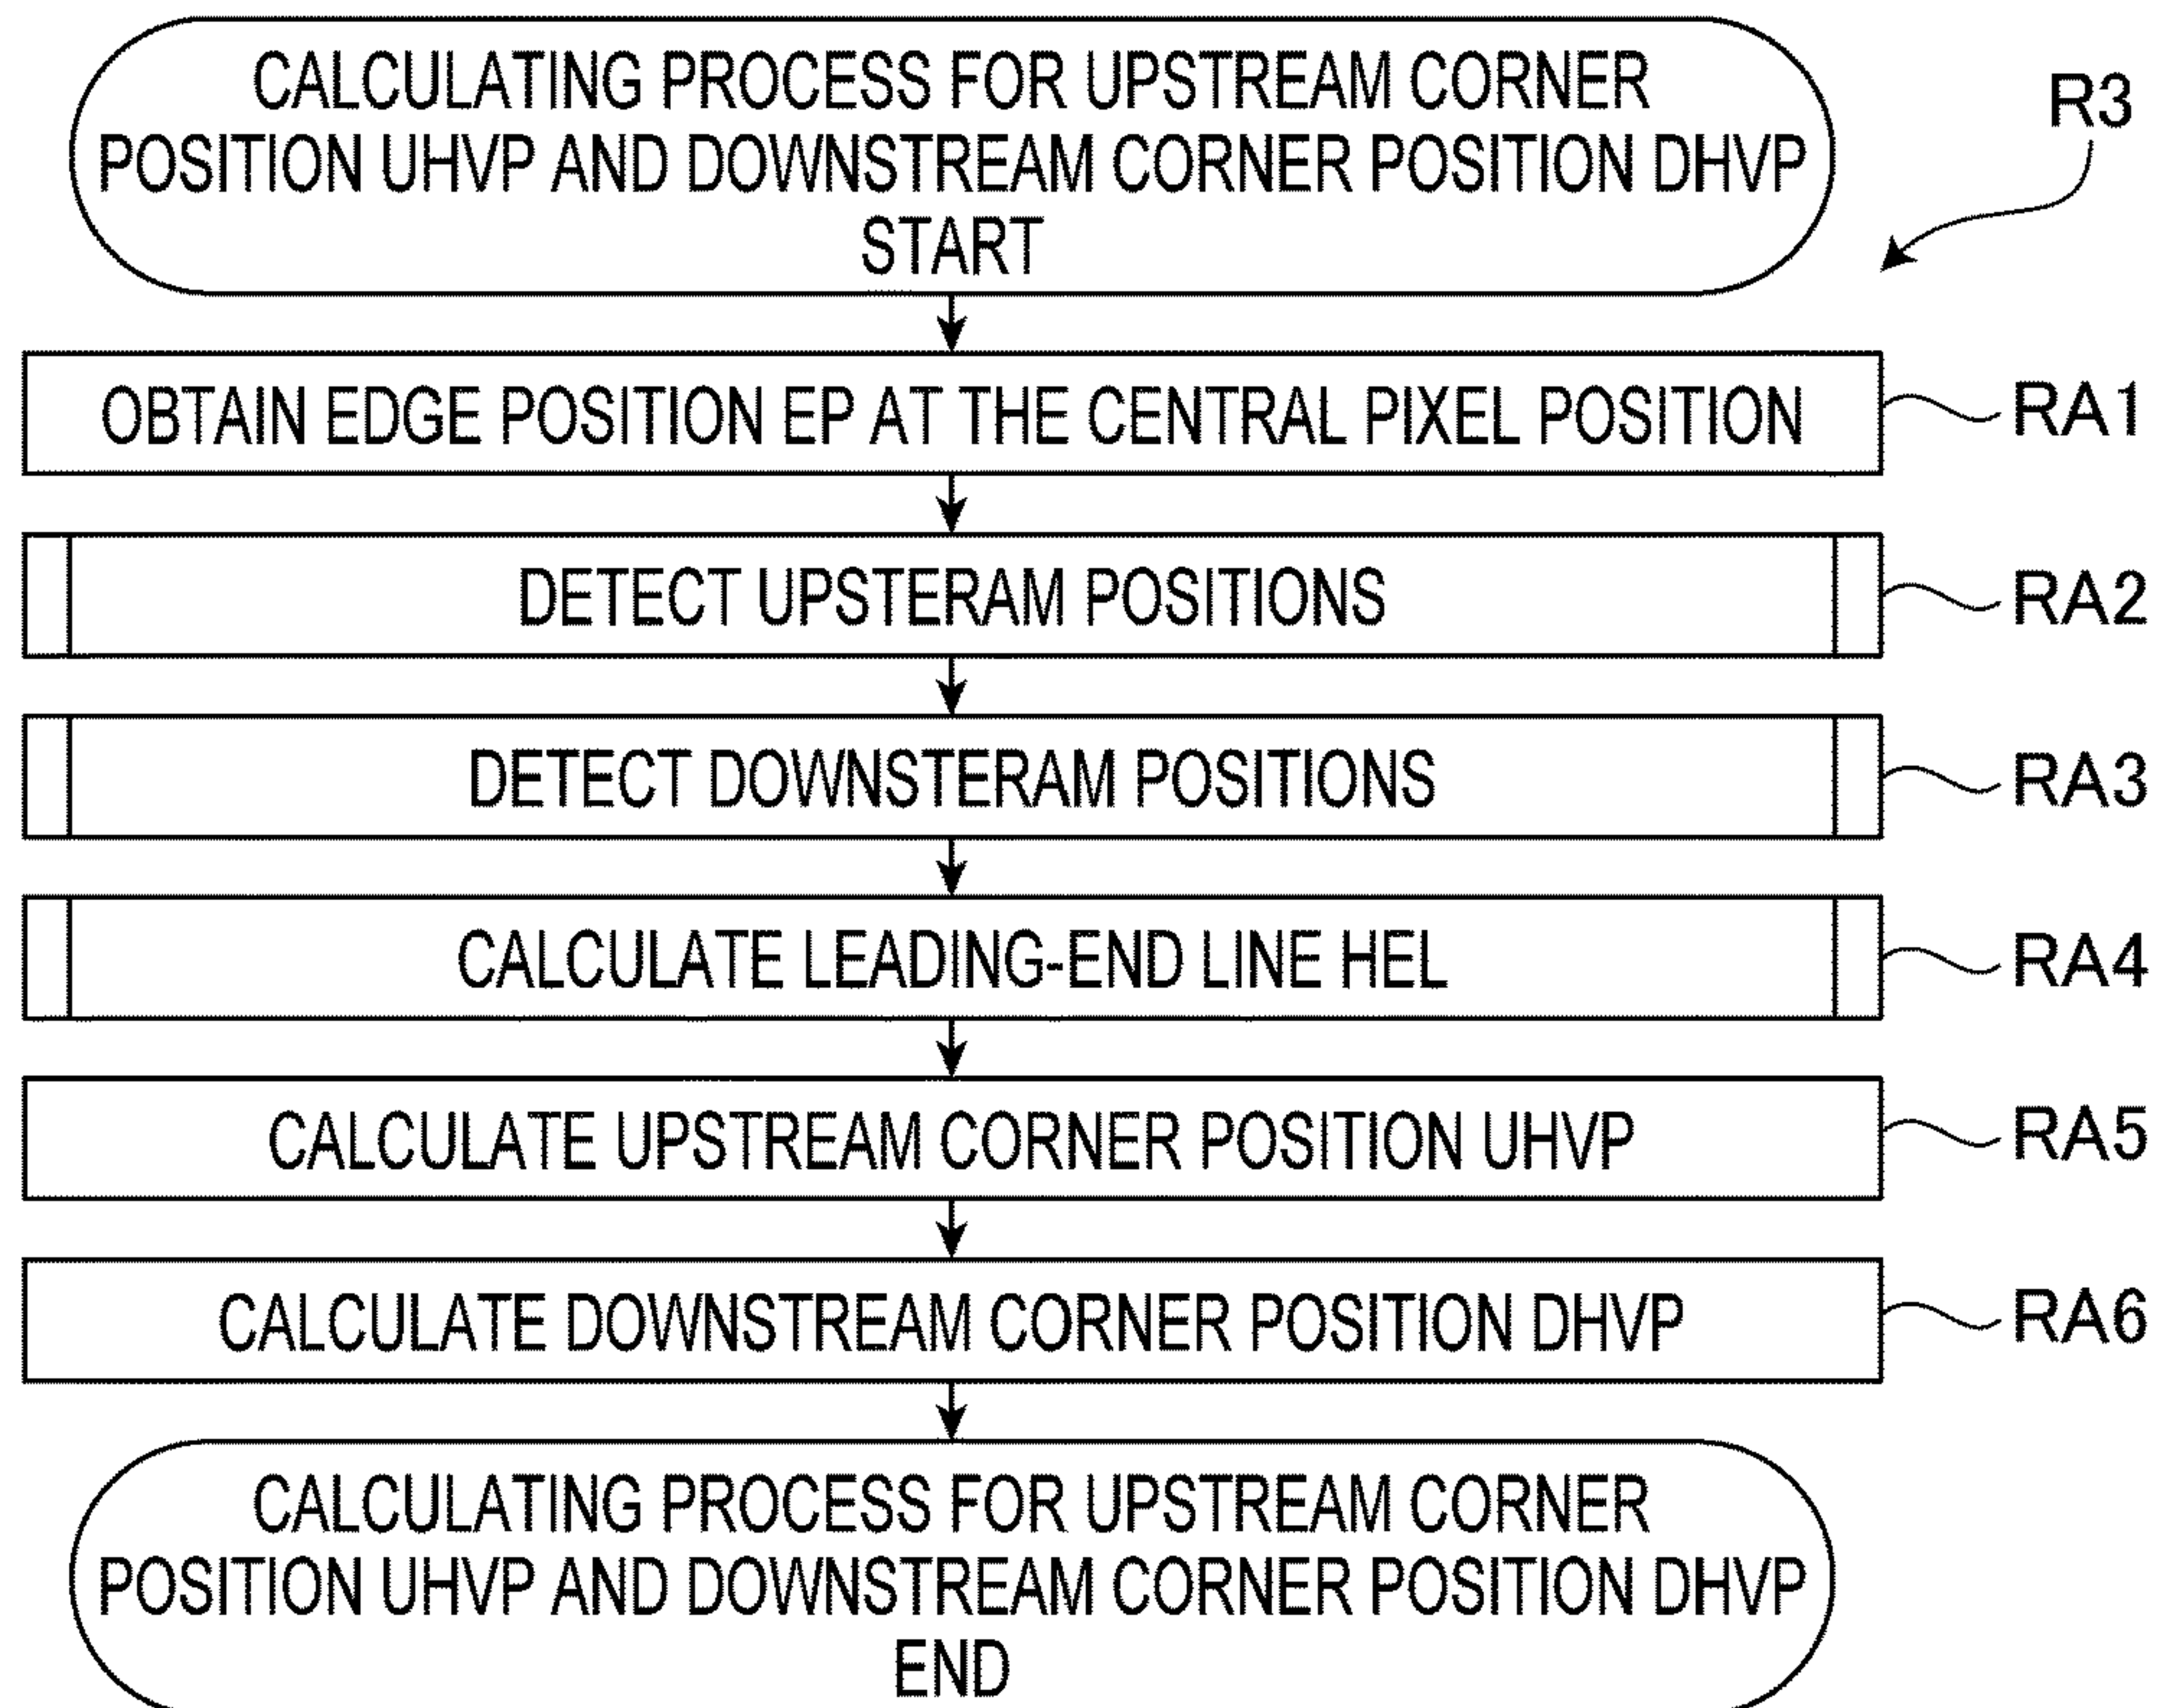 CALCULATING PROCESS FOR UPSTREAM CORNER
POSITION UHVP AND DOWNSTREAM CORNER POSITION DHVP
START
R3
OBTAIN EDGE POSITION EP AT THE CENTRAL PIXEL POSITION
RA1
DETECT UPSTERAM POSITIONS
RA2
DETECT DOWNSTERAM POSITIONS
RA3
CALCULATE LEADING-END LINE HEL
RA4
CALCULATE UPSTREAM CORNER POSITION UHVP
RA5
CALCULATE DOWNSTREAM CORNER POSITION DHVP
RA6
CALCULATING PROCESS FOR UPSTREAM CORNER
POSITION UHVP AND DOWNSTREAM CORNER POSITION DHVP
END